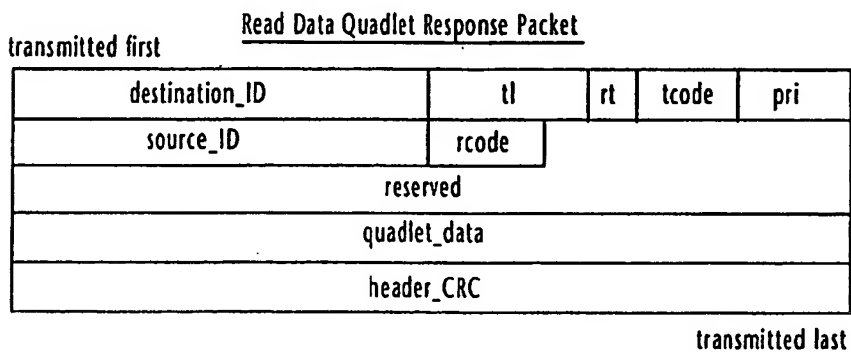 Read Data Quadlet Response Packet
transmitted first
destination_ID tl rt tcode pri
source_ID rcode
reserved
quadlet_data
header_CRC
transmitted last